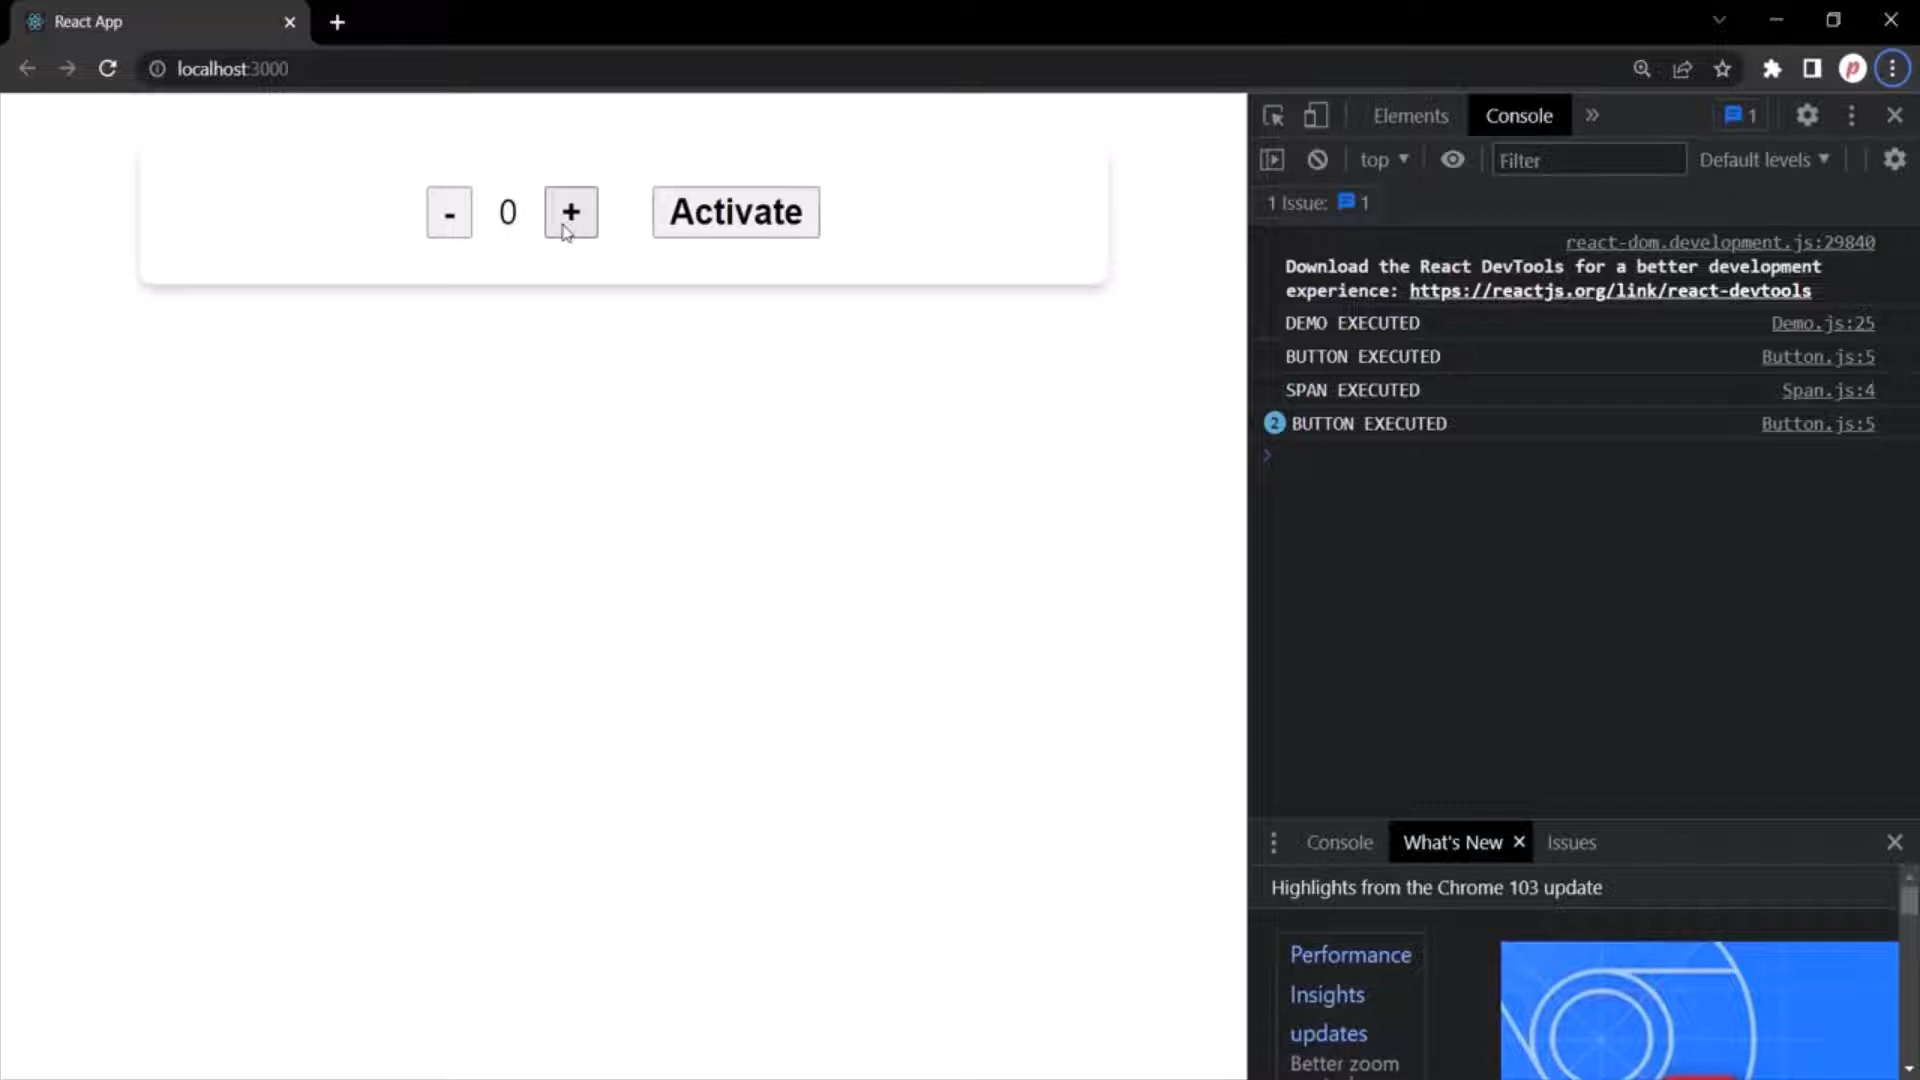 React App
localhost:3000
- 0 + Activate
Elements Console 1
top Filter Default levels
1 Issue: 1
react-dom.development.js:29840
Download the React DevTools for a better development
experience: https://reactjs.org/link/react-devtools
DEMO EXECUTED Demo.js:25
BUTTON EXECUTED Button.js:5
SPAN EXECUTED Span.js:4
2 BUTTON EXECUTED Button.js:5
Console What's New Issues
Highlights from the Chrome 103 update
Performance
Insights
updates
Better zoom